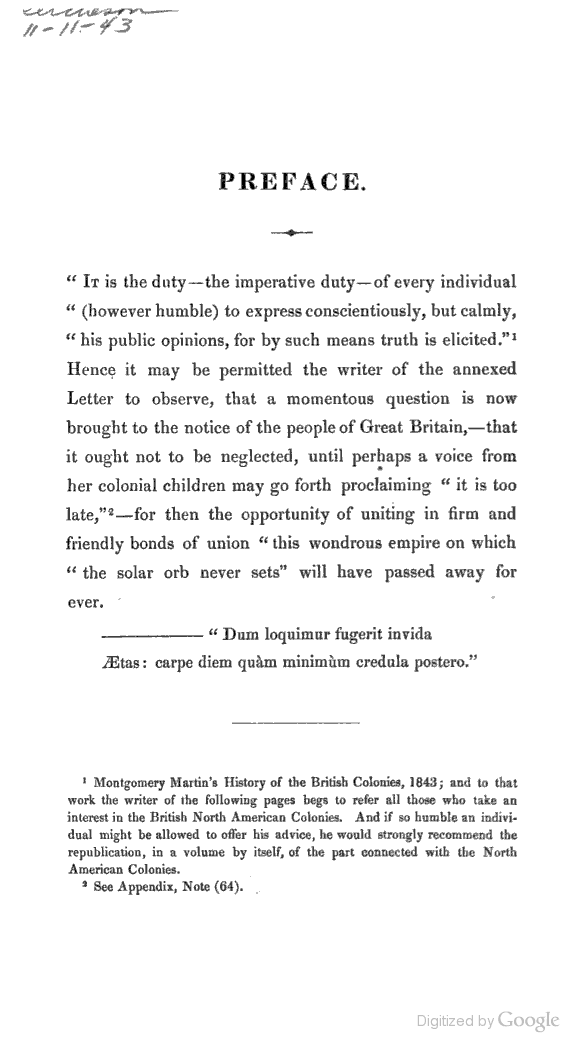 11-11-43
PREFACE.
“ IT is the duty—the imperative duty—of every individual
“ (however humble) to express conscientiously, but calmly,
“ his public opinions, for by such means truth is elicited.”¹
Hence it may be permitted the writer of the annexed
Letter to observe, that a momentous question is now
brought to the notice of the people of Great Britain,—that
it ought not to be neglected, until perhaps a voice from
her colonial children may go forth proclaiming “ it is too
late,”²—for then the opportunity of uniting in firm and
friendly bonds of union “ this wondrous empire on which
“ the solar orb never sets” will have passed away for
ever.
“ Dum loquimur fugerit invida
Ætas: carpe diem quàm minimùm credula postero.”
¹ Montgomery Martin’s History of the British Colonies, 1843; and to that
work the writer of the following pages begs to refer all those who take an
interest in the British North American Colonies. And if so humble an indivi-
dual might be allowed to offer his advice, he would strongly recommend the
republication, in a volume by itself, of the part connected with the North
American Colonies.
² See Appendix, Note (64).
Digitized by Google